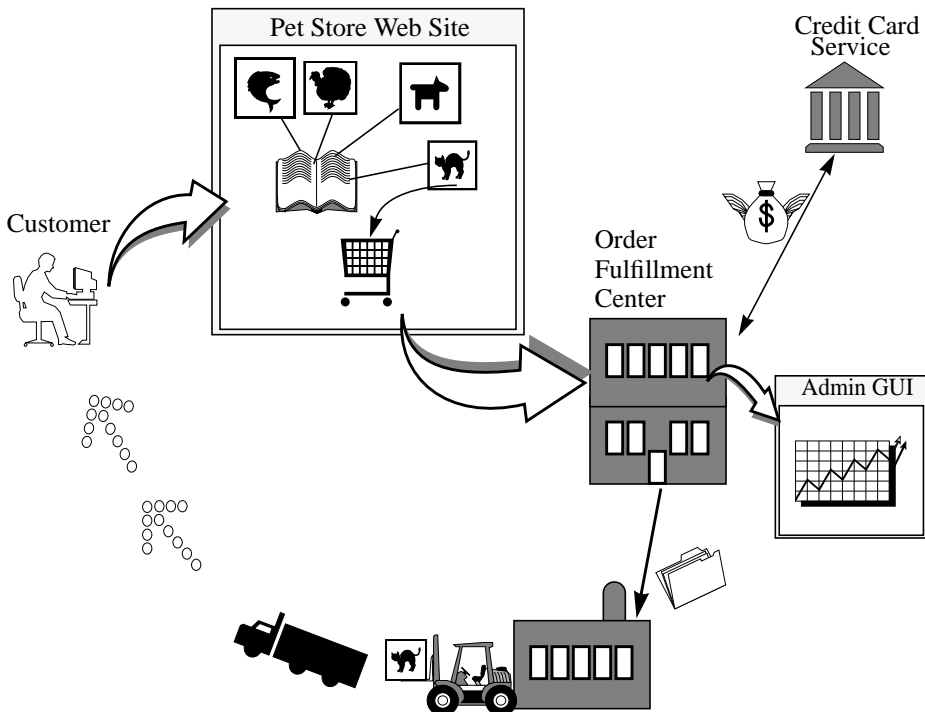 Pet Store Web Site
Credit Card
Service
$
Customer
Order
Fulfillment
Center
Admin GUI